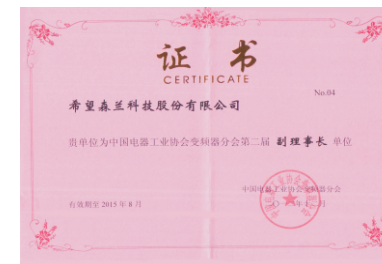 证 书
CERTIFICATE
No.04
希望森兰科技股份有限公司
贵单位为中国电器工业协会变频器分会第二届 副理事长 单位
中国电器工业协会变频器分会
有效期至 2015 年 8 月